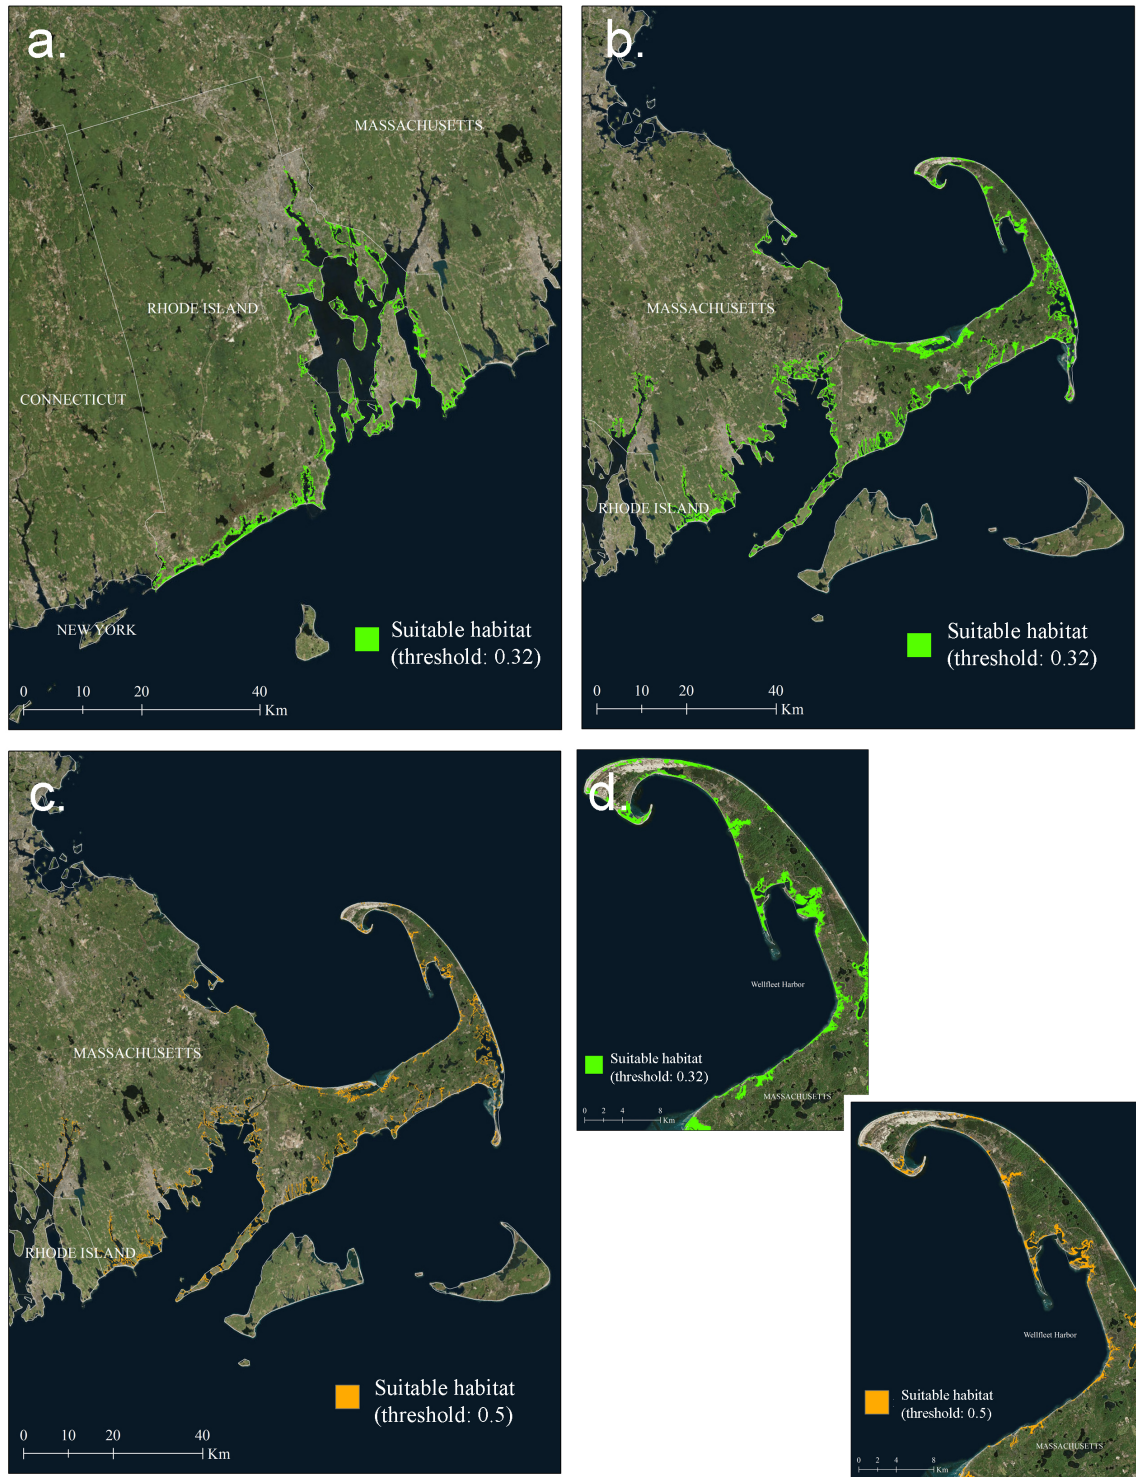 a.
MASSACHUSETTS
RHODE ISLAND
CONNECTICUT
NEW YORK
Suitable habitat
(threshold: 0.32)
0 10 20 40
Km
b.
MASSACHUSETTS
RHODE ISLAND
Suitable habitat
(threshold: 0.32)
0 10 20 40
Km
c.
MASSACHUSETTS
RHODE ISLAND
Suitable habitat
(threshold: 0.5)
0 10 20 40
Km
d.
Wellfleet Harbor
Suitable habitat
(threshold: 0.32)
MASSACHUSETTS
0 2 4 8
Km
Wellfleet Harbor
Suitable habitat
(threshold: 0.5)
MASSACHUSETTS
0 2 4 8
Km